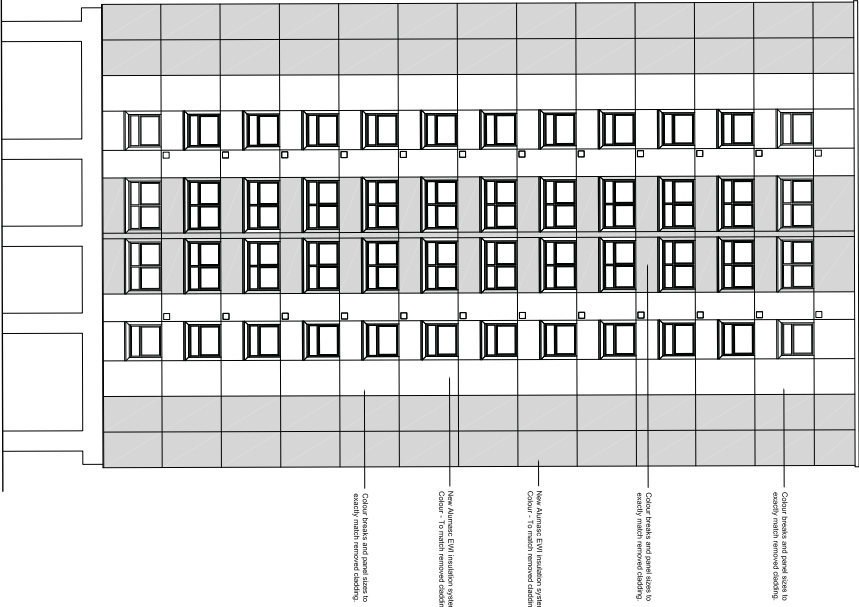 Colour breaks and panel sizes to
exactly match removed cladding.
Colour breaks and panel sizes to
exactly match removed cladding.
New Alumasc EWI insulation syste
Colour - To match removed claddin
New Alumasc EWI insulation syste
Colour - To match removed claddin
Colour breaks and panel sizes to
exactly match removed cladding.